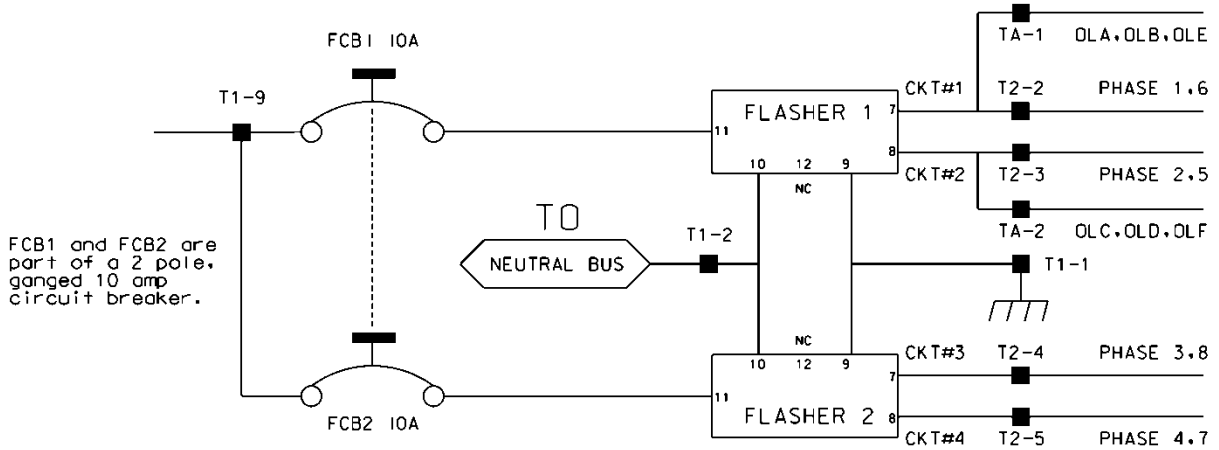 FCB1 10A
T1-9
FCB1 and FCB2 are
part of a 2 pole,
ganged 10 amp
circuit breaker.
FCB2 10A
TO
NEUTRAL BUS
T1-2
FLASHER 1
11
7
8
10 12 9
NC
CKT#1
CKT#2
TA-1 OLA,OLB,OLE
T2-2 PHASE 1,6
T2-3 PHASE 2,5
TA-2 OLC,OLD,OLF
T1-1
NC
10 12 9
11
7
8
FLASHER 2
CKT#3 T2-4 PHASE 3,8
CKT#4 T2-5 PHASE 4,7